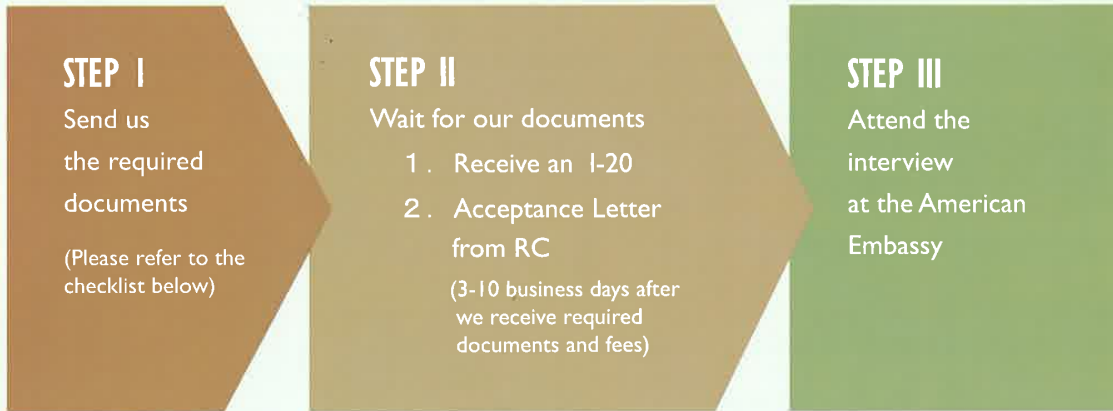 STEP I
Send us
the required
documents
(Please refer to the
checklist below)
STEP II
Wait for our documents
1. Receive an I-20
2. Acceptance Letter
from RC
(3-10 business days after
we receive required
documents and fees)
STEP III
Attend the
interview
at the American
Embassy